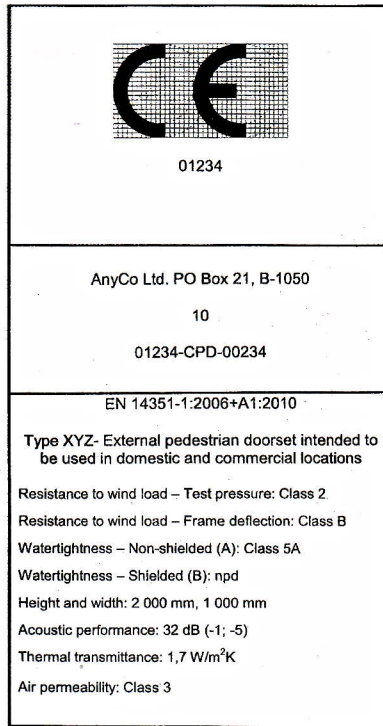 CE
01234
AnyCo Ltd. PO Box 21, B-1050
10
01234-CPD-00234
EN 14351-1:2006+A1:2010
Type XYZ- External pedestrian doorset intended to
be used in domestic and commercial locations
Resistance to wind load – Test pressure: Class 2
Resistance to wind load – Frame deflection: Class B
Watertightness – Non-shielded (A): Class 5A
Watertightness – Shielded (B): npd
Height and width: 2 000 mm, 1 000 mm
Acoustic performance: 32 dB (-1; -5)
Thermal transmittance: 1,7 W/m²K
Air permeability: Class 3